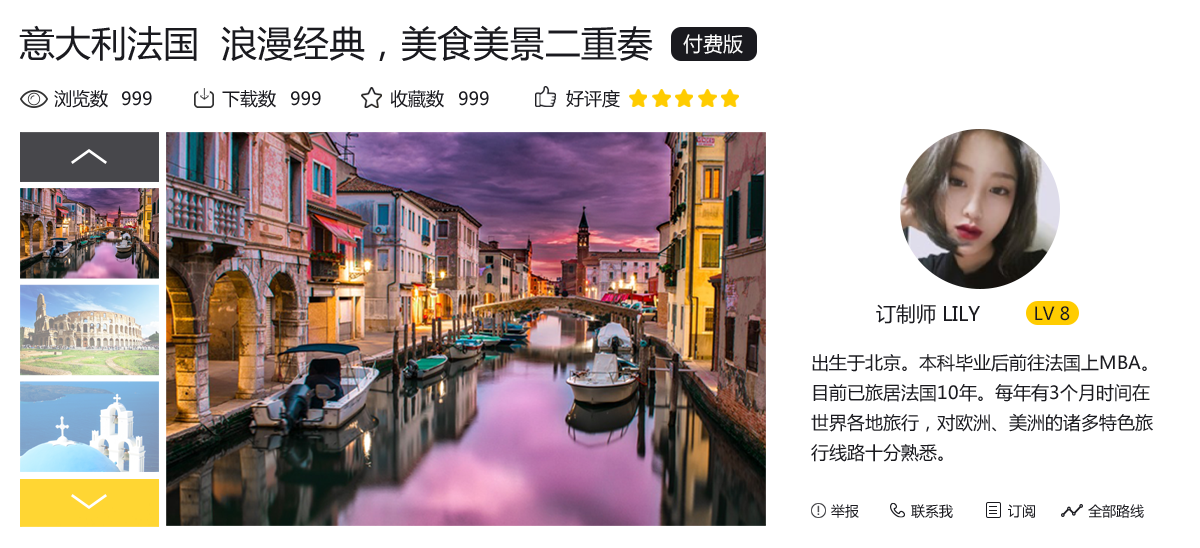 意大利法国 浪漫经典，美食美景二重奏 付费版
浏览数 999 下载数 999 收藏数 999 好评度
订制师 LILY LV 8
出生于北京。本科毕业后前往法国上MBA。
目前已旅居法国10年。每年有3个月时间在
世界各地旅行，对欧洲、美洲的诸多特色旅
行线路十分熟悉。
举报 联系我 订阅 全部路线